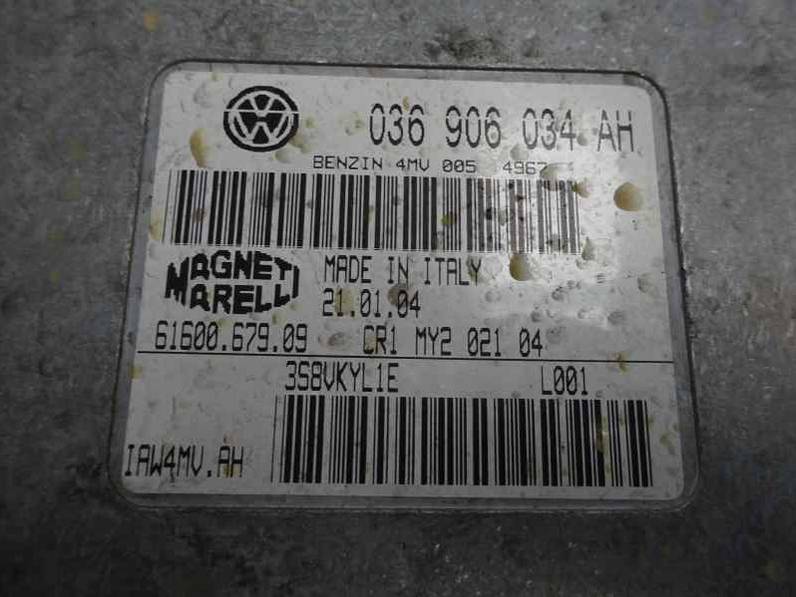 036 906 034 AH
BENZIN 4MV 005 4967
MAGNETI
MARELLI
MADE IN ITALY
21.01.04
61600.679.09 CR1 MY2 021 04
3S8VKYL1E L001
IAW4MV.AH